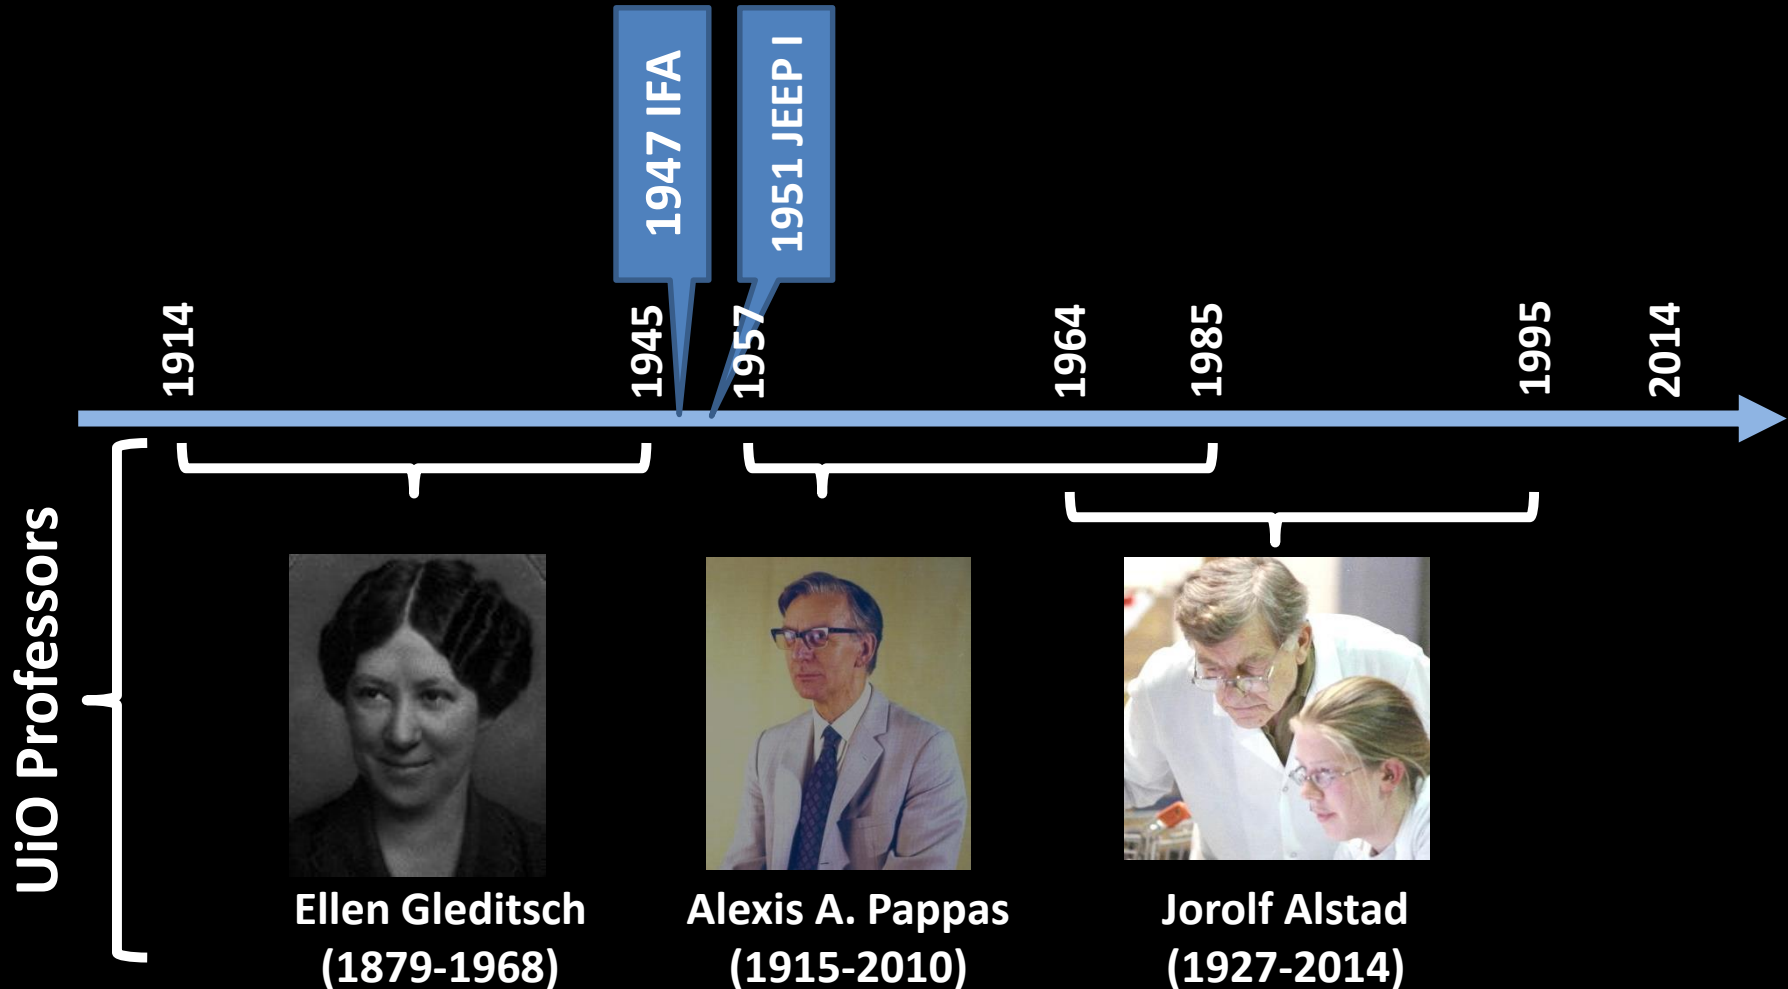 1947 IFA
1951 JEEP I
1914
1945
1957
1964
1985
1995
2014
UiO Professors
Ellen Gleditsch
(1879-1968)
Alexis A. Pappas
(1915-2010)
Jorolf Alstad
(1927-2014)